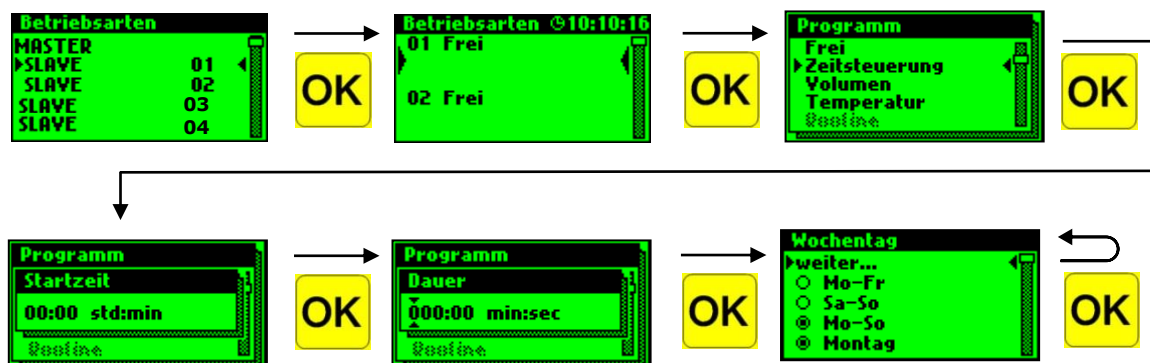 Betriebsarten
MASTER
SLAVE 01
SLAVE 02
SLAVE 03
SLAVE 04
OK
Betriebsarten 10:10:16
01 Frei
02 Frei
OK
Programm
Frei
Zeitsteuerung
Volumen
Temperatur
OK
Programm
Startzeit
00:00 std:min
OK
Programm
Dauer
000:00 min:sec
OK
Wochentag
weiter...
Mo-Fr
Sa-So
Mo-So
Montag
OK